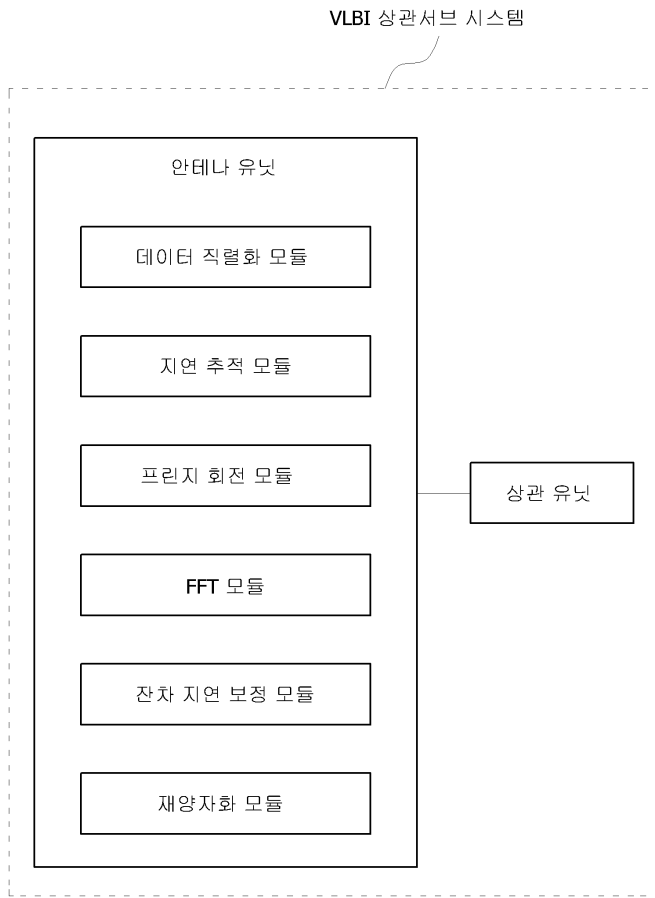 VLBI 상관서브 시스템
안테나 유닛
데이터 직렬화 모듈
지연 추적 모듈
프린지 회전 모듈
상관 유닛
FFT 모듈
잔차 지연 보정 모듈
재양자화 모듈